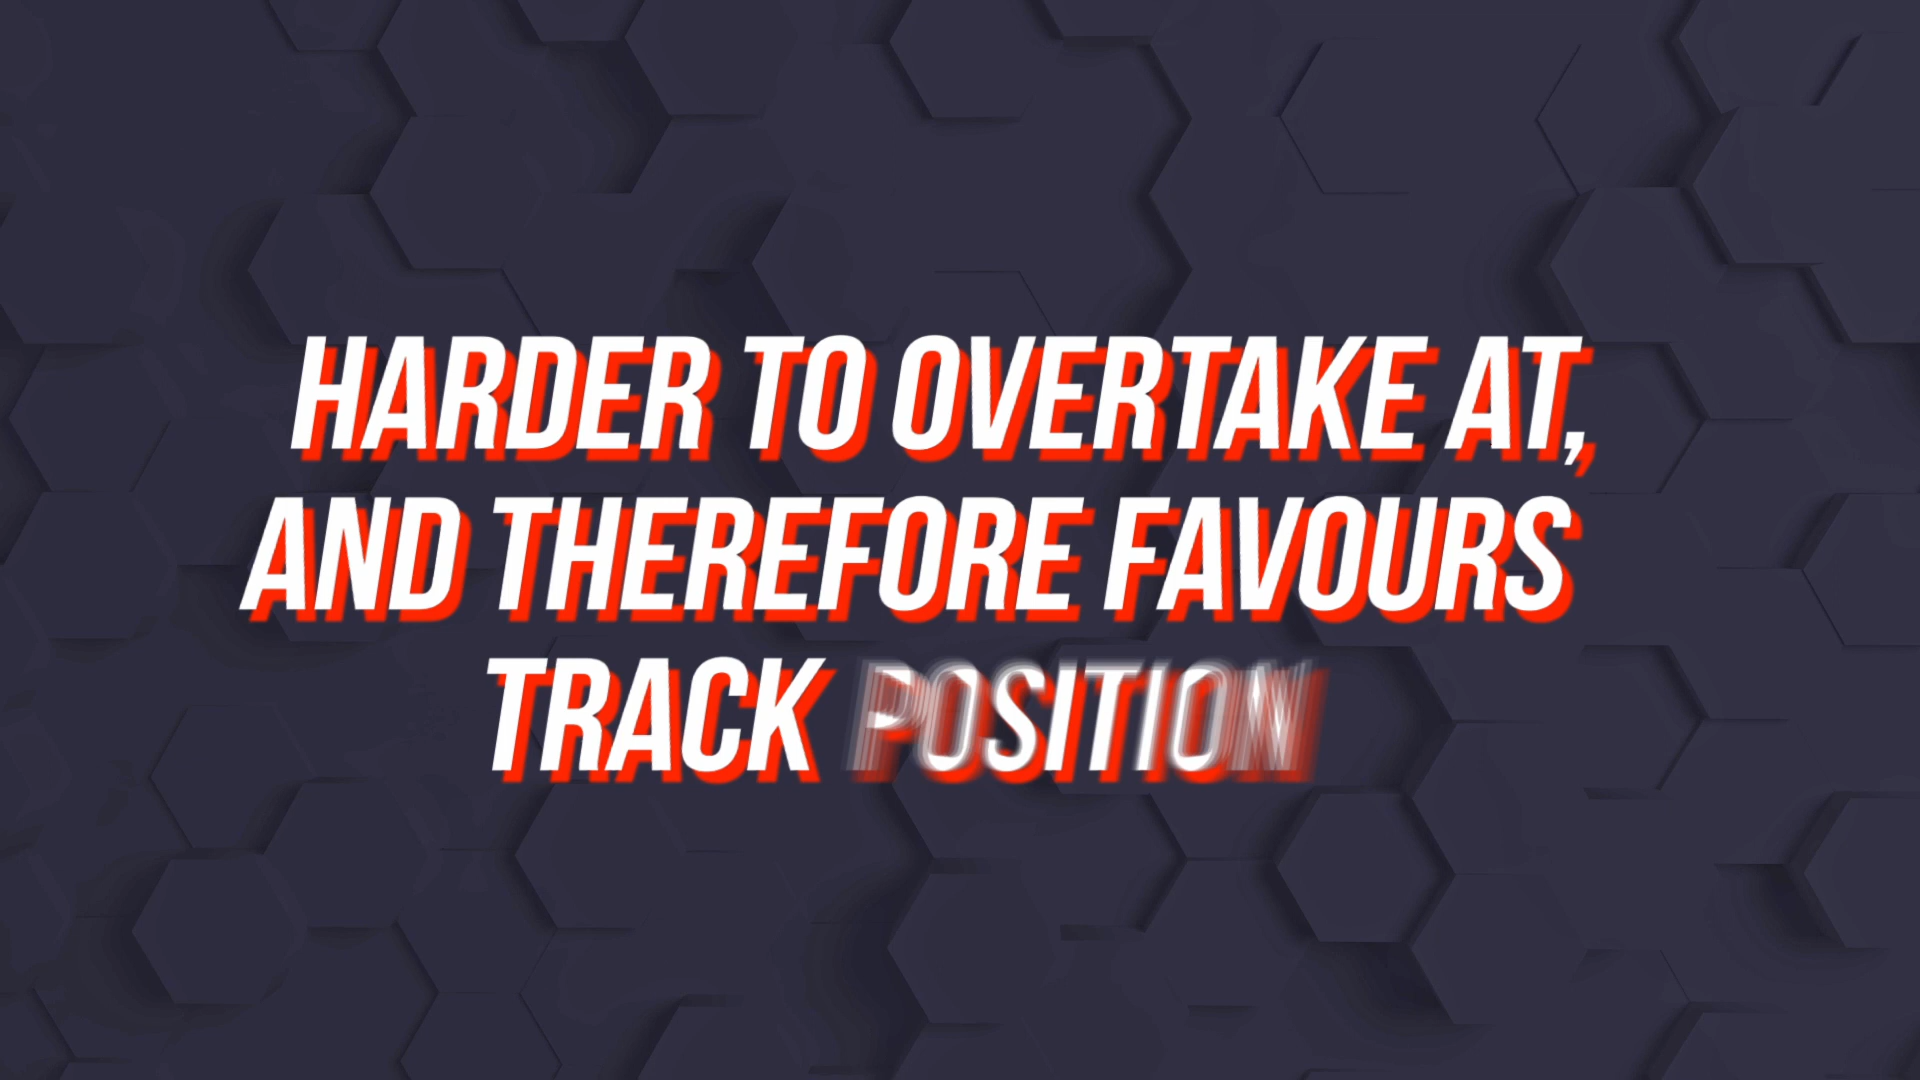 HARDER TO OVERTAKE AT,
AND THEREFORE FAVOURS
TRACK POSITION